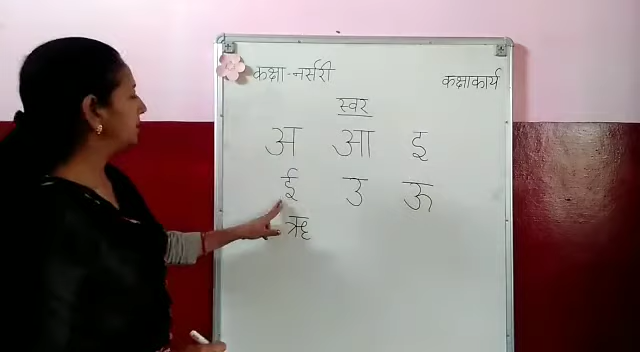 कक्षा-नर्सरी कक्षाकार्य
स्वर
अ आ इ
ई उ ऊ
ऋ